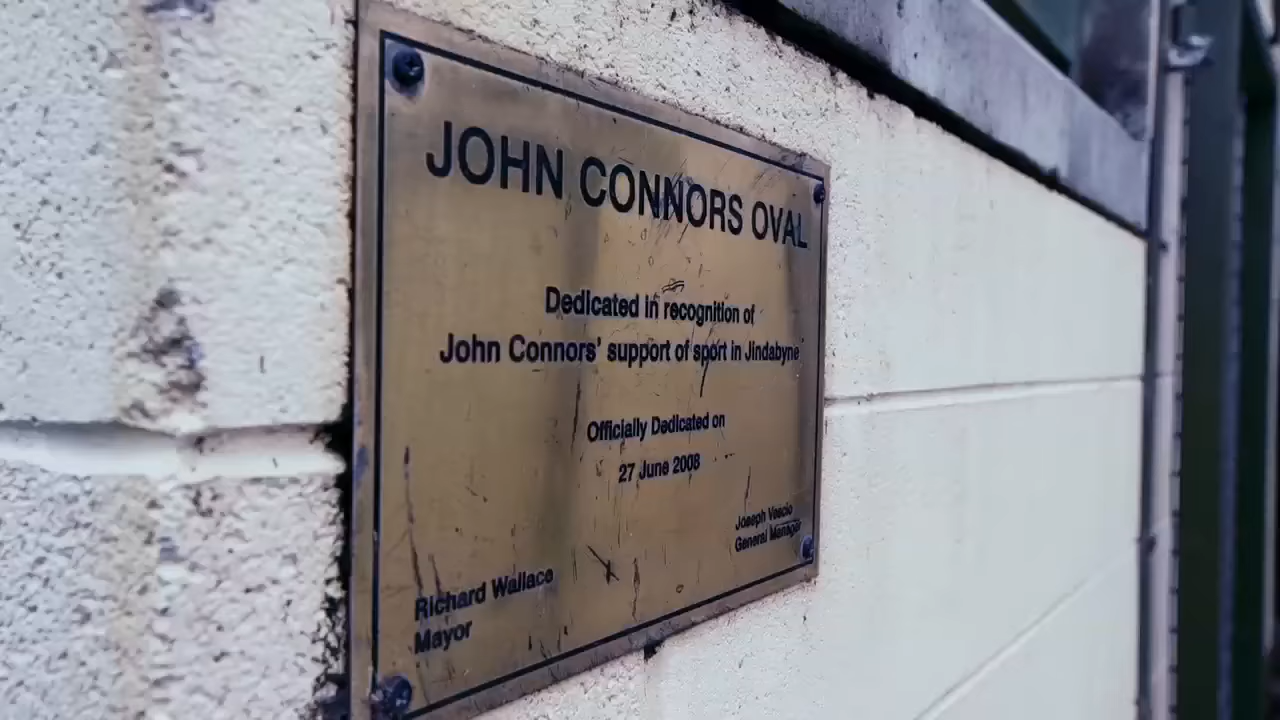 JOHN CONNORS OVAL
Dedicated in recognition of
John Connors' support of sport in Jindabyne
Officially Dedicated on
27 June 2008
Joseph Vescio
General Manager
Richard Wallace
Mayor